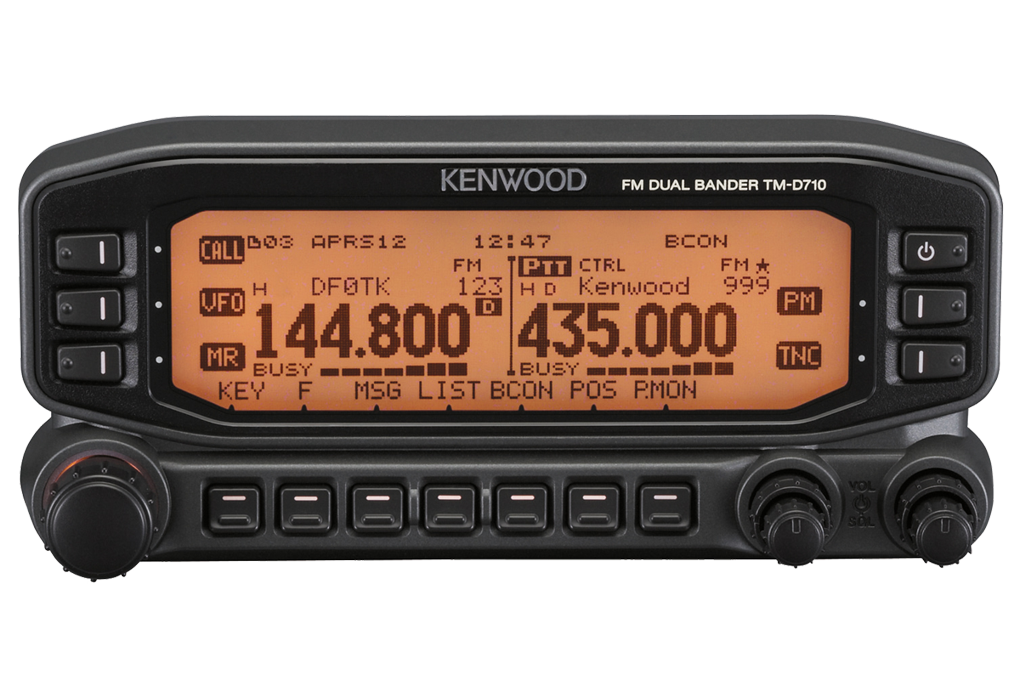 KENWOOD FM DUAL BANDER TM-D710
CALL b03 APRS12 12:47 BCON
FM PTT CTRL FM★
VFO H DF0TK 123 H D Kenwood 999 PM
D
144.800 435.000
MR BUSY BUSY TNC
KEY F MSG LIST BCON POS P.MON
VOL
SQL